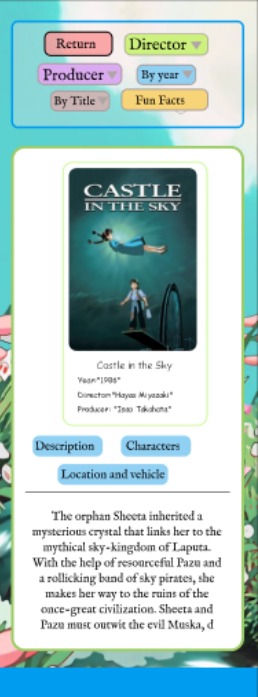 Return
Director
Producer
By year
By Title
Fun Facts
CASTLE
IN THE SKY
Castle in the Sky
Year:"1986"
Director:"Hayao Miyazaki"
Producer: "Isao Takahata"
Description
Characters
Location and vehicle
The orphan Sheeta inherited a
mysterious crystal that links her to the
mythical sky-kingdom of Laputa.
With the help of resourceful Pazu and
a rollicking band of sky pirates, she
makes her way to the ruins of the
once-great civilization. Sheeta and
Pazu must outwit the evil Muska, d